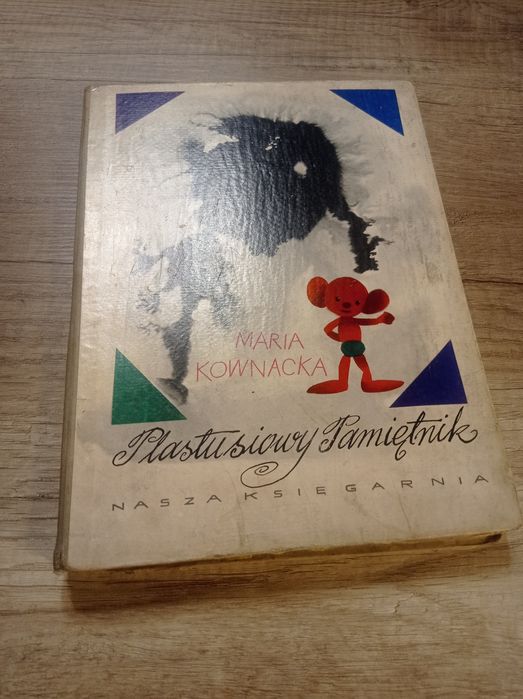 MARIA
KOWNACKA
Plastusiowy Pamiętnik
NASZA KSIĘGARNIA